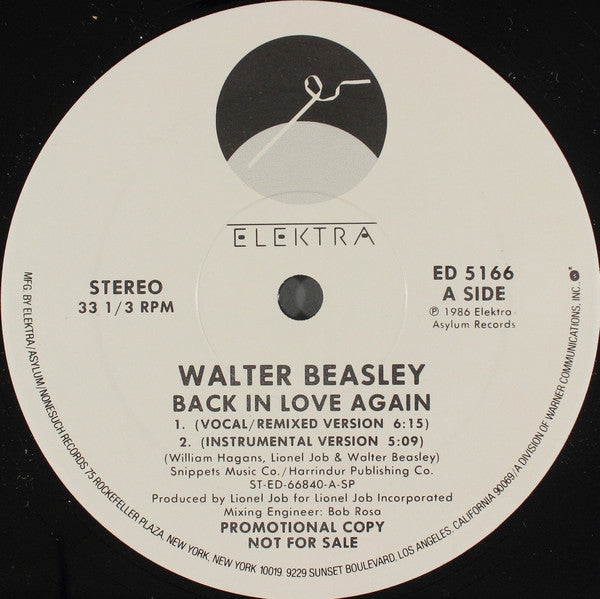 ELEKTRA
STEREO
33 1/3 RPM
ED 5166
A SIDE
℗ 1986 Elektra
Asylum Records
WALTER BEASLEY
BACK IN LOVE AGAIN
1. (VOCAL/REMIXED VERSION 6:15)
2. (INSTRUMENTAL VERSION 5:09)
(William Hagans, Lionel Job & Walter Beasley)
Snippets Music Co./Harrindur Publishing Co.
ST-ED-66840-A-SP
Produced by Lionel Job for Lionel Job Incorporated
Mixing Engineer: Bob Rosa
PROMOTIONAL COPY
NOT FOR SALE
MFG. BY ELEKTRA/ASYLUM/NONESUCH RECORDS 75 ROCKEFELLER PLAZA, NEW YORK, NEW YORK 10019. 9229 SUNSET BOULEVARD, LOS ANGELES, CALIFORNIA 90069/A DIVISION OF WARNER COMMUNICATIONS, INC.